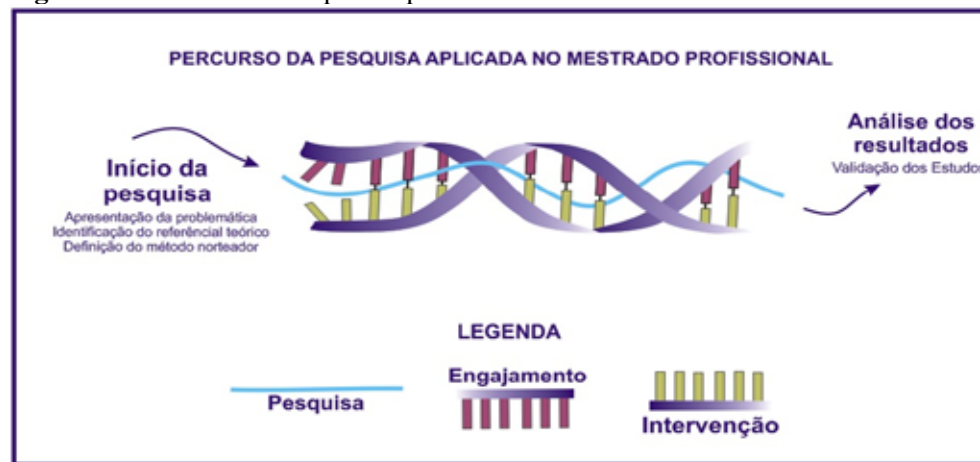 PERCURSO DA PESQUISA APLICADA NO MESTRADO PROFISSIONAL
Início da
pesquisa
Apresentação da problemática
Identificação do referêncial teórico
Definição do método norteador
Análise dos
resultados
Validação dos Estudos
LEGENDA
Pesquisa
Engajamento
Intervenção